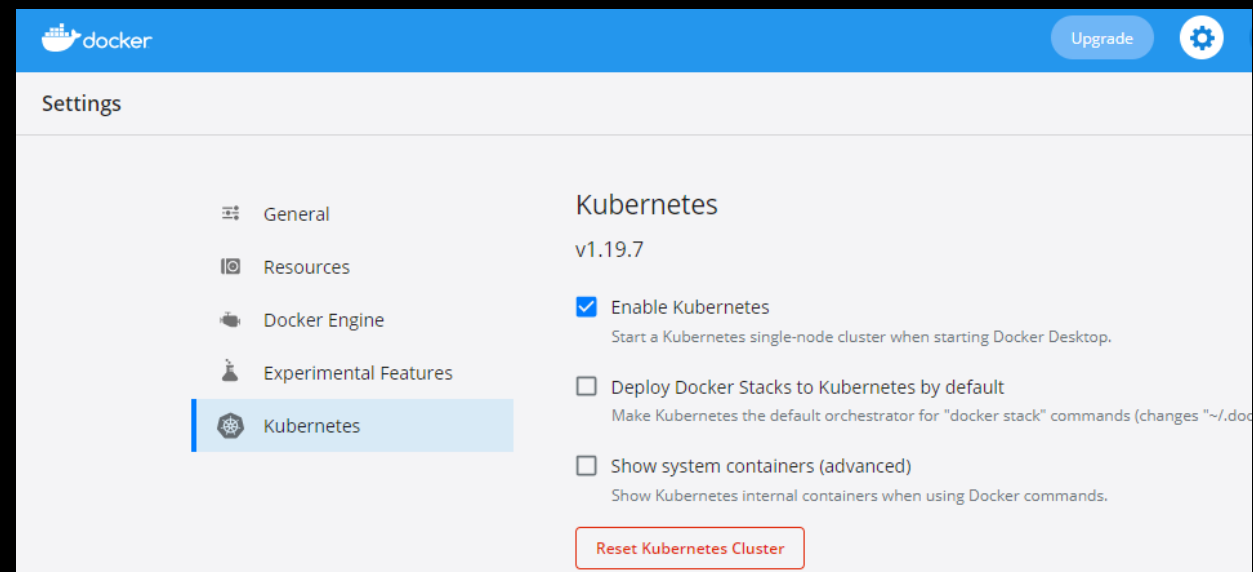 docker
Upgrade
Settings
General
Resources
Docker Engine
Experimental Features
Kubernetes
Kubernetes
v1.19.7
Enable Kubernetes
Start a Kubernetes single-node cluster when starting Docker Desktop.
Deploy Docker Stacks to Kubernetes by default
Make Kubernetes the default orchestrator for "docker stack" commands (changes "~/.doc
Show system containers (advanced)
Show Kubernetes internal containers when using Docker commands.
Reset Kubernetes Cluster